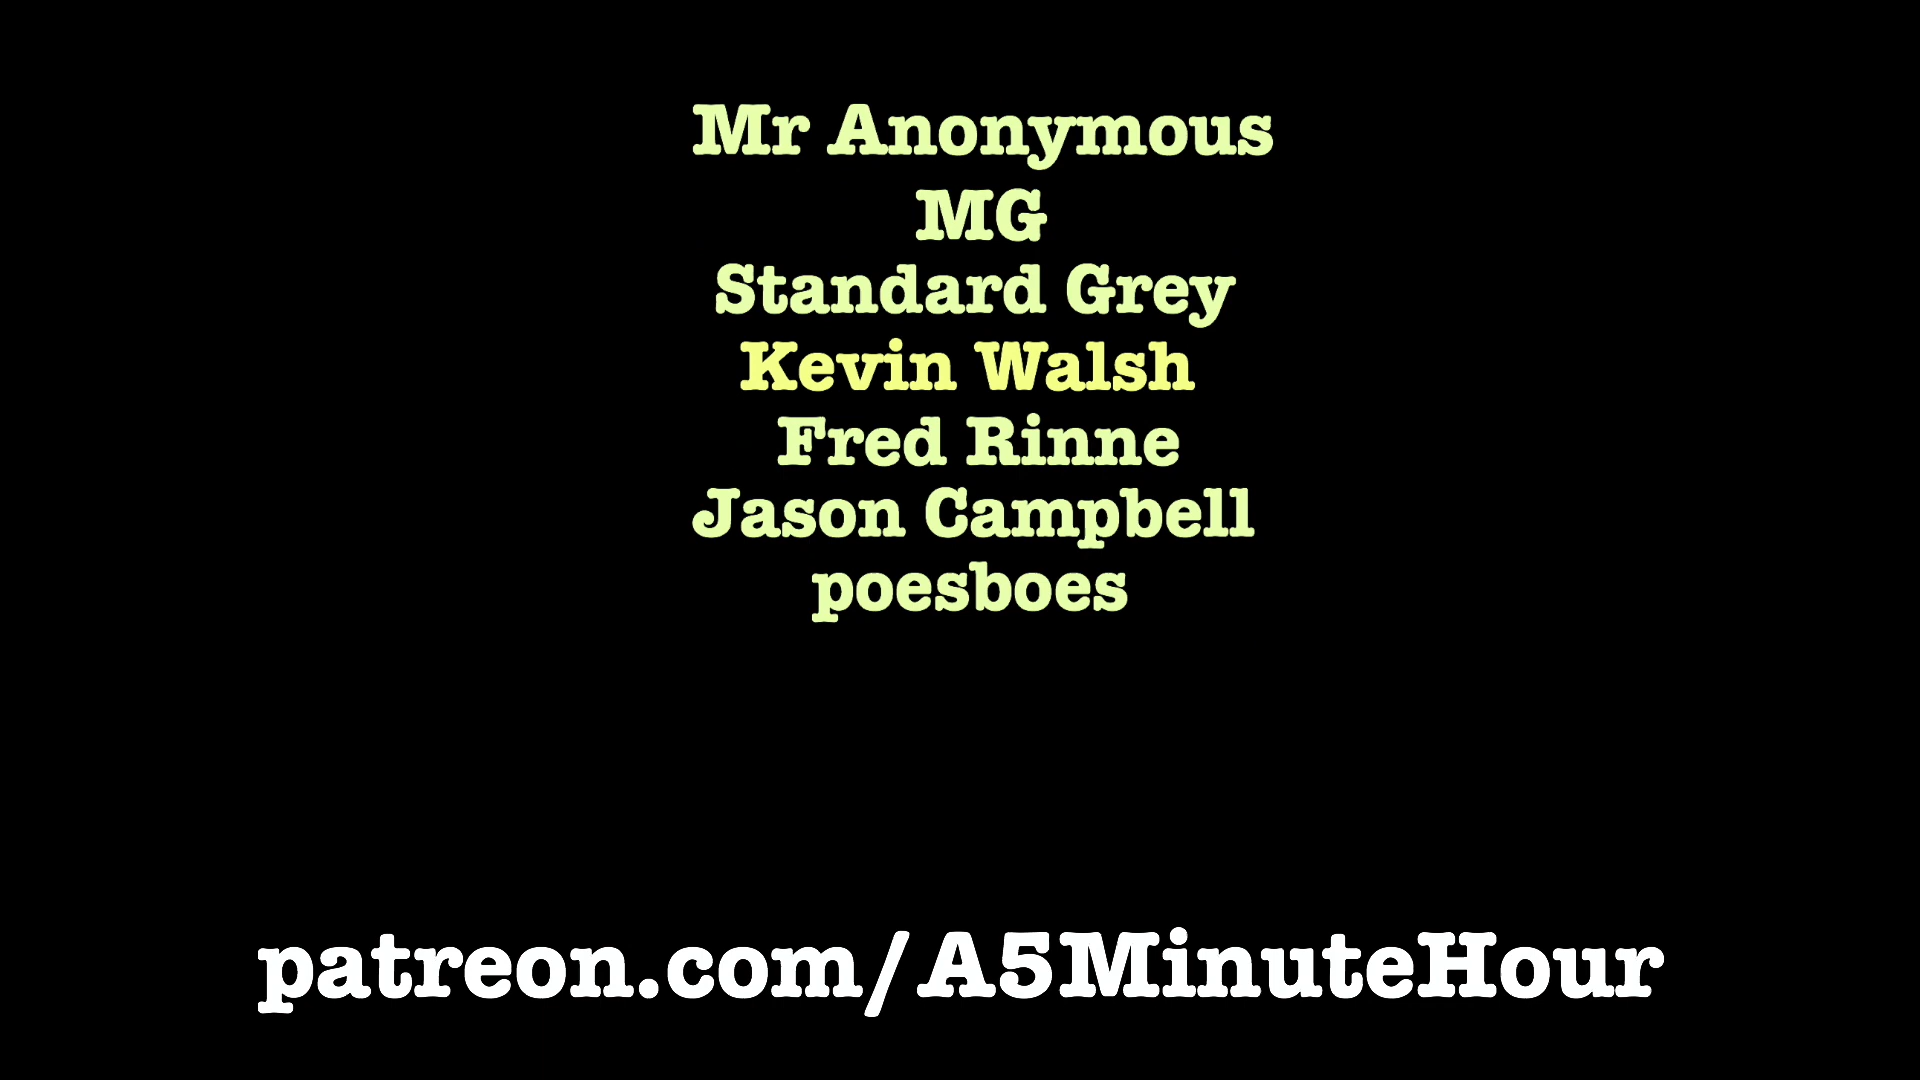 Mr Anonymous
MG
Standard Grey
Kevin Walsh
Fred Rinne
Jason Campbell
poesboes
patreon.com/A5MinuteHour